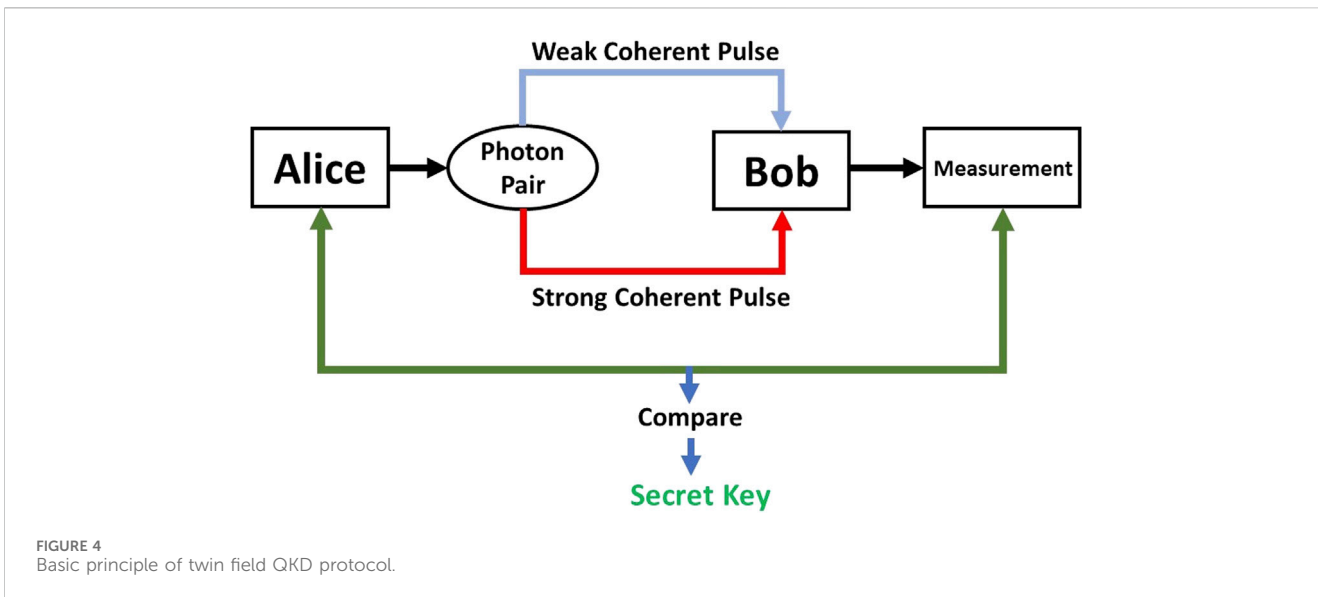 Weak Coherent Pulse
Alice
Photon
Pair
Bob
Measurement
Strong Coherent Pulse
Compare
Secret Key
FIGURE 4
Basic principle of twin field QKD protocol.